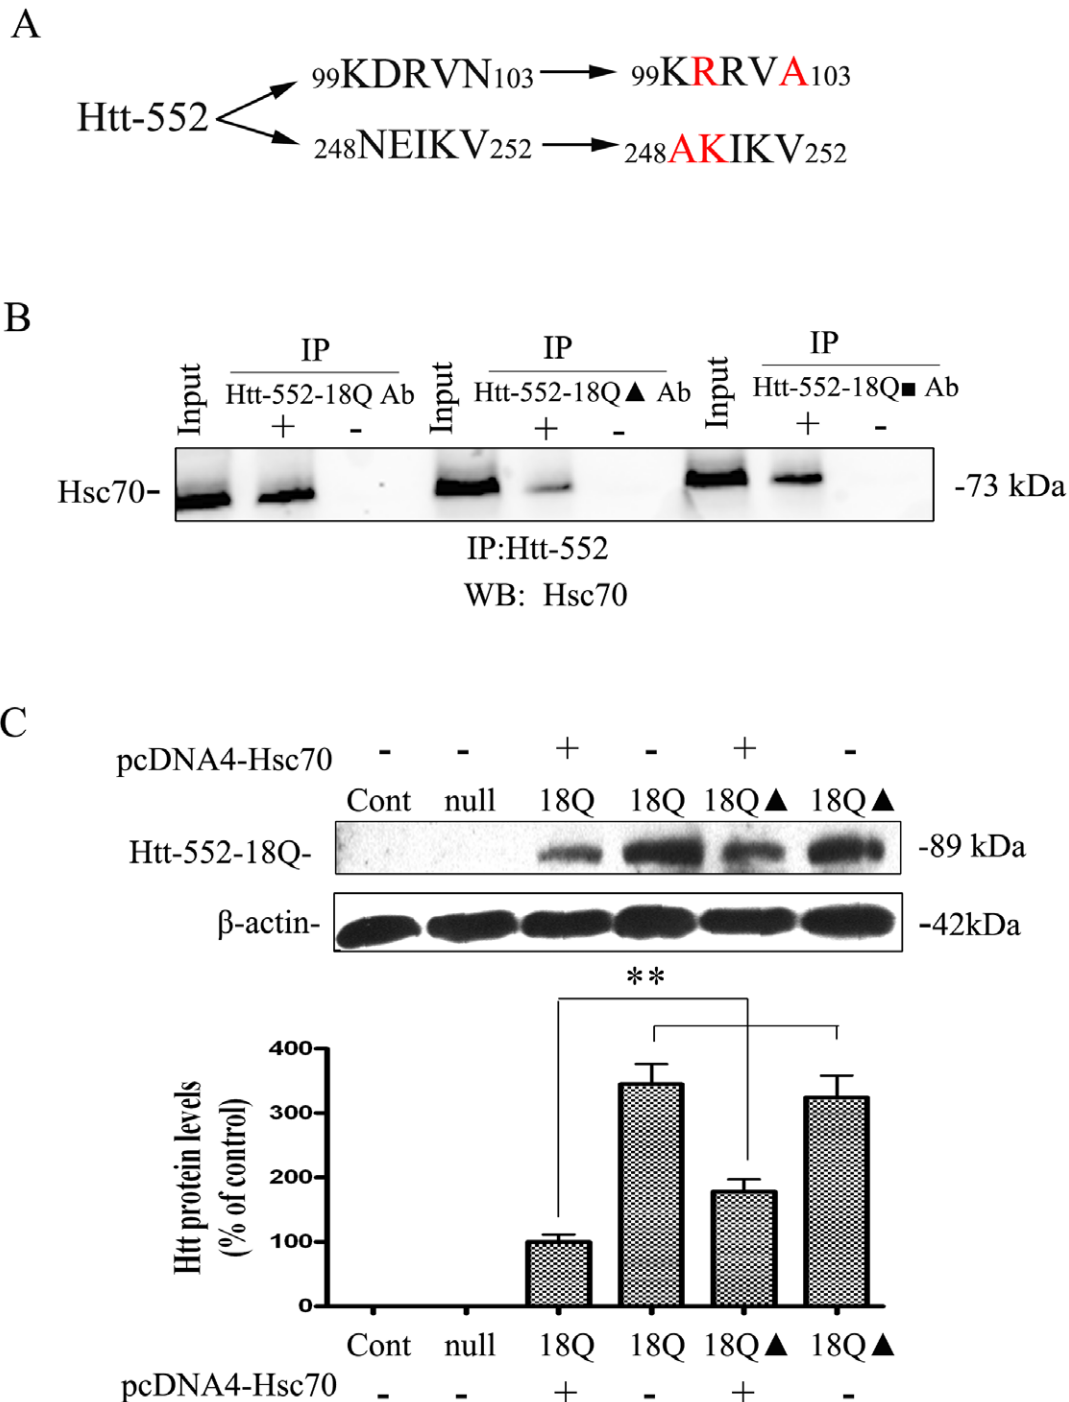 A
Htt-552
99KDRVN103
99KRRVA103
248NEIKV252
248AKIKV252
B
IP IP IP
Input Htt-552-18Q Ab Input Htt-552-18Q▲ Ab Input Htt-552-18Q■ Ab
+ - + - + -
Hsc70- -73 kDa
IP:Htt-552
WB: Hsc70
C
pcDNA4-Hsc70 - - + - + -
Cont null 18Q 18Q 18Q▲ 18Q▲
Htt-552-18Q- -89 kDa
β-actin- -42kDa
**
Htt protein levels
(% of control)
400
300
200
100
0
Cont null 18Q 18Q 18Q▲ 18Q▲
pcDNA4-Hsc70 - - + - + -